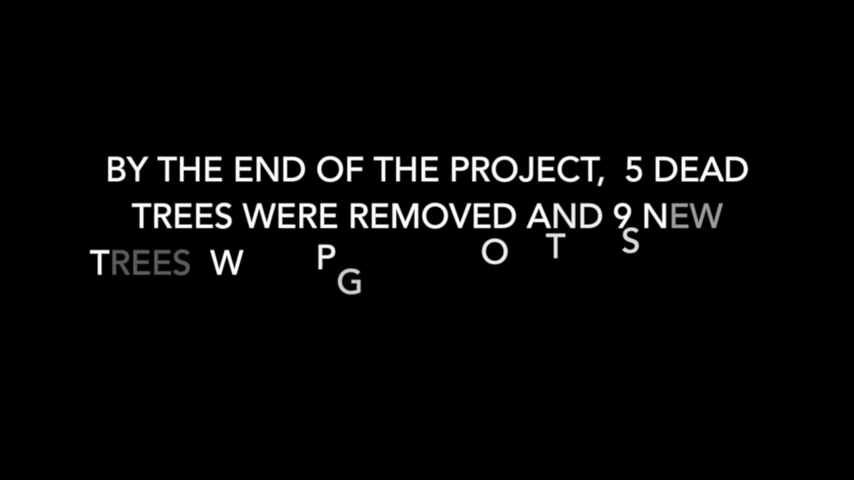 BY THE END OF THE PROJECT, 5 DEAD
TREES WERE REMOVED AND 9 NEW
TREES W P G O T S